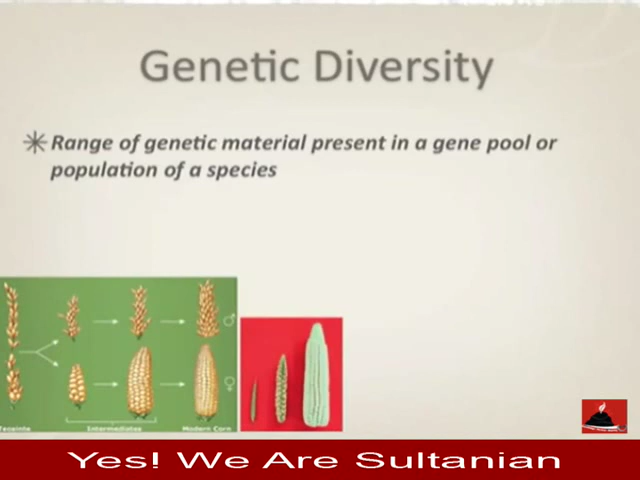 Genetic Diversity
Range of genetic material present in a gene pool or
population of a species
♂
♀
Teosinte Intermediates Modern Corn
Yes! We Are Sultanian